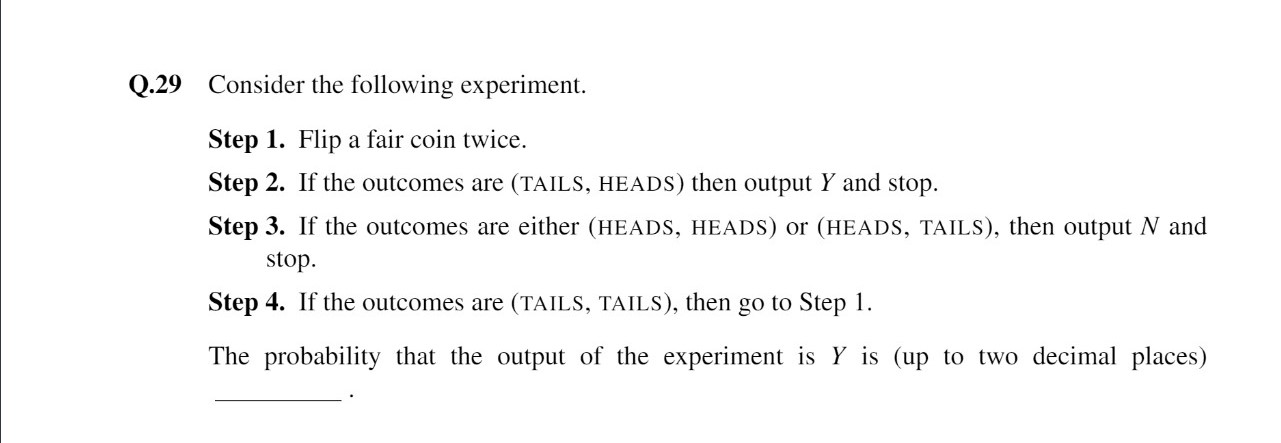 Q.29 Consider the following experiment.
Step 1. Flip a fair coin twice.
Step 2. If the outcomes are (TAILS, HEADS) then output Y and stop.
Step 3. If the outcomes are either (HEADS, HEADS) or (HEADS, TAILS), then output N and
stop.
Step 4. If the outcomes are (TAILS, TAILS), then go to Step 1.
The probability that the output of the experiment is Y is (up to two decimal places)
__________ .